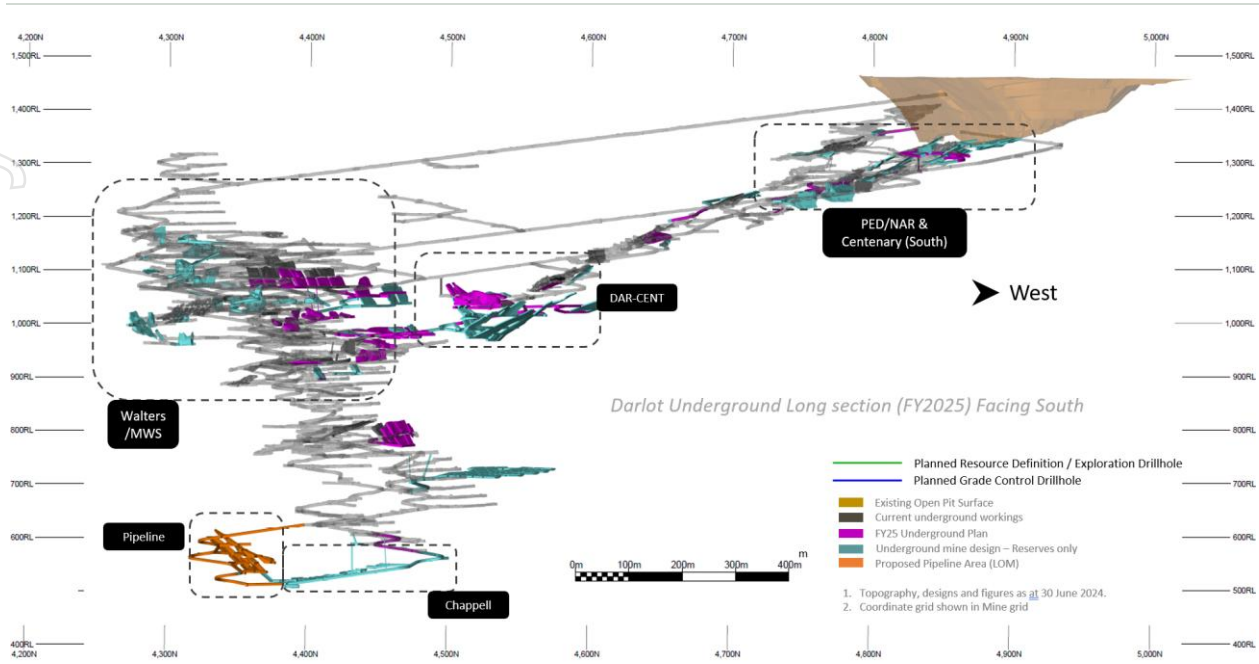 4,200N 4,300N 4,400N 4,500N 4,600N 4,700N 4,800N 4,900N 5,000N
1,500RL 1,500RL
1,400RL 1,400RL
1,300RL 1,300RL
1,200RL 1,200RL
PED/NAR &
Centenary (South)
1,100RL 1,100RL
West
DAR-CENT
1,000RL 1,000RL
900RL 900RL
Walters
/MWS
Darlot Underground Long section (FY2025) Facing South
800RL 800RL
Planned Resource Definition / Exploration Drillhole
Planned Grade Control Drillhole
700RL 700RL
Existing Open Pit Surface
Current underground workings
FY25 Underground Plan
Underground mine design – Reserves only
Proposed Pipeline Area (LOM)
Pipeline
600RL 600RL
m
0m 100m 200m 300m 400m
1. Topography, designs and figures as at 30 June 2024.
2. Coordinate grid shown in Mine grid
Chappell
500RL
400RL 400RL
4,200N 4,300N 4,400N 4,500N 4,600N 4,700N 4,800N 4,900N 5,000N